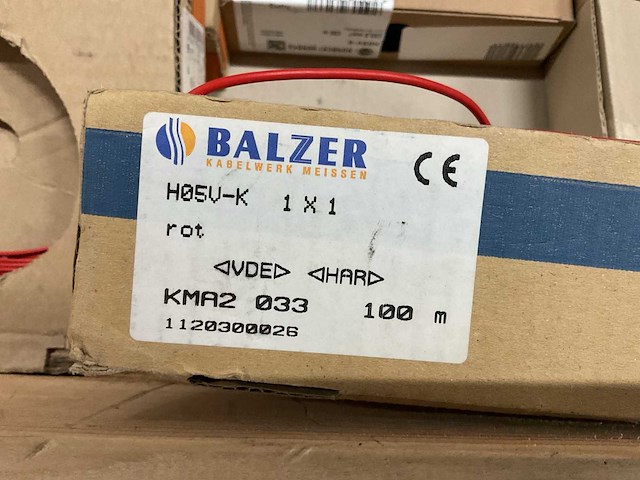 BALZER
KABELWERK MEISSEN
CE
H05V-K 1 X 1
rot
◁VDE▷ ◁HAR▷
KMA2 033 100 m
1120300026